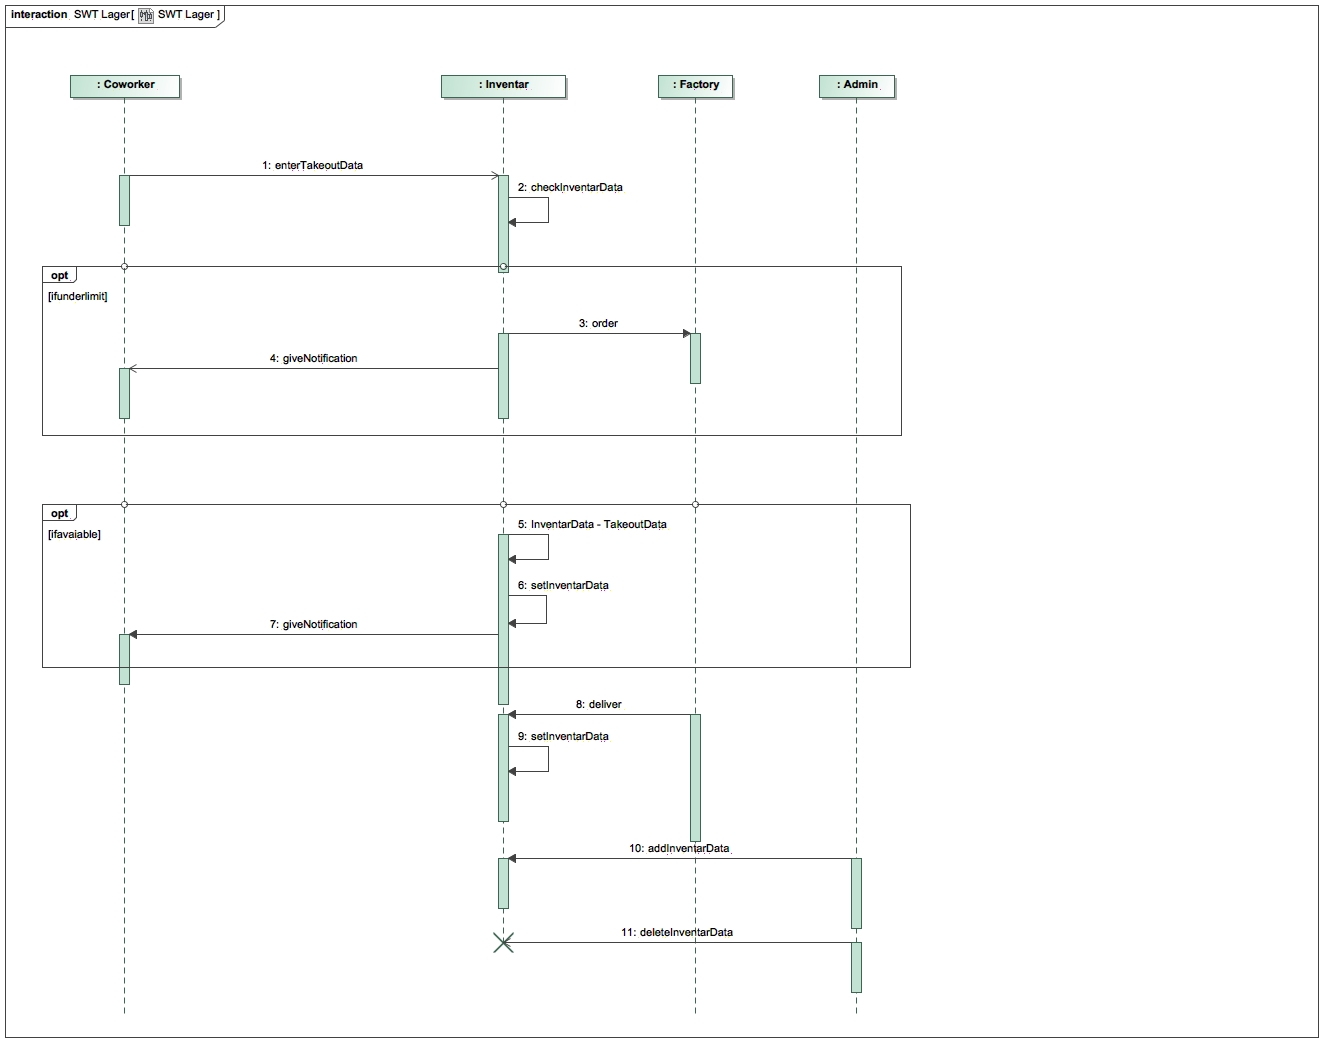 interaction SWT Lager[ SWT Lager ]
: Coworker
: Inventar
: Factory
: Admin
1: enterTakeoutData
2: checkInventarData
opt
[ifunderlimit]
3: order
4: giveNotification
opt
[ifavaiable]
5: InventarData - TakeoutData
6: setInventarData
7: giveNotification
8: deliver
9: setInventarData
10: addInventarData
11: deleteInventarData